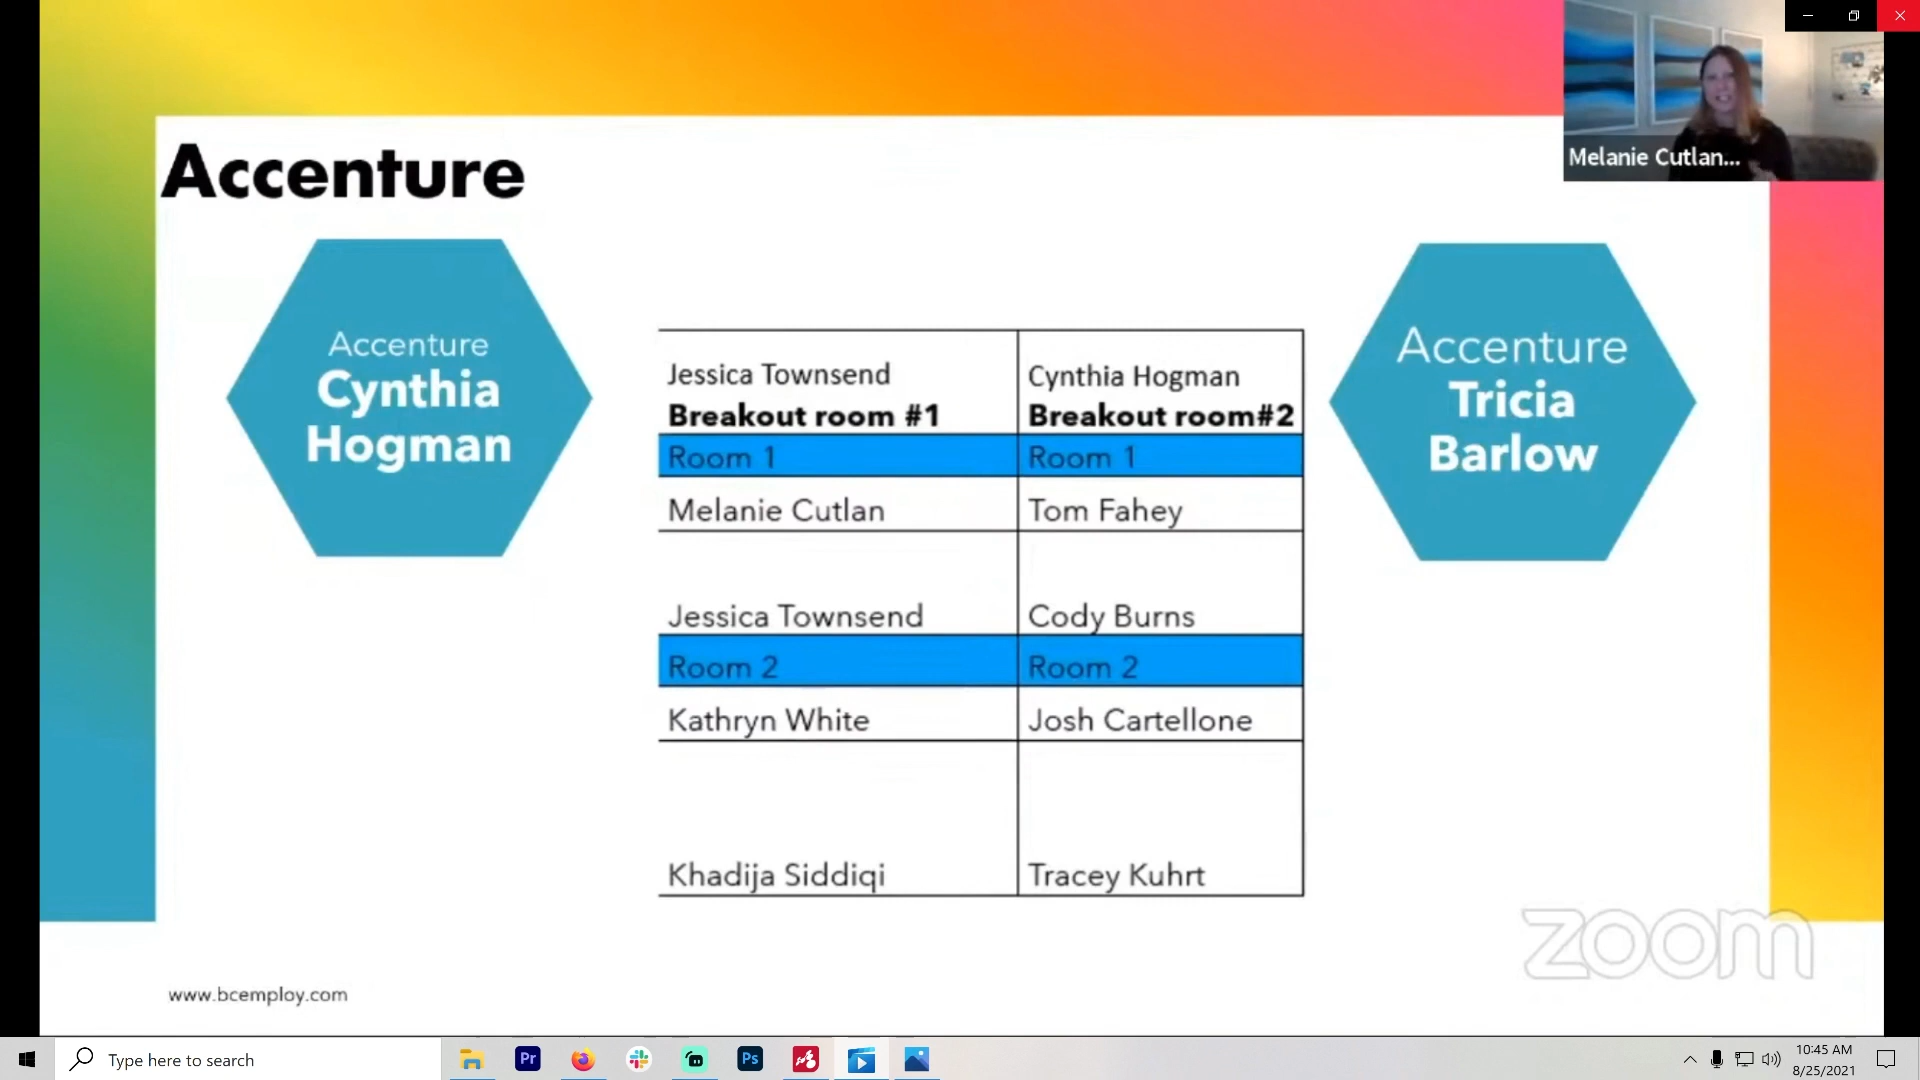 Melanie Cutlan...
Accenture
Accenture
Cynthia
Hogman
Accenture
Tricia
Barlow
Jessica Townsend
Breakout room #1
Cynthia Hogman
Breakout room#2
Room 1
Room 1
Melanie Cutlan
Tom Fahey
Jessica Townsend
Cody Burns
Room 2
Room 2
Kathryn White
Josh Cartellone
Khadija Siddiqi
Tracey Kuhrt
zoom
www.bcemploy.com
Type here to search
Pr
Ps
10:45 AM
8/25/2021